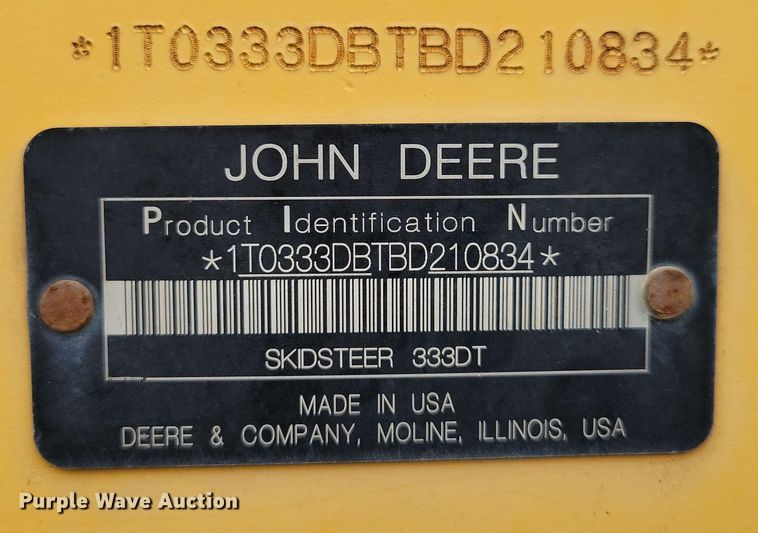 *1T0333DBTBD210834*
JOHN DEERE
Product Identification Number
*1T0333DBTBD210834*
SKIDSTEER 333DT
MADE IN USA
DEERE & COMPANY, MOLINE, ILLINOIS, USA
Purple Wave Auction